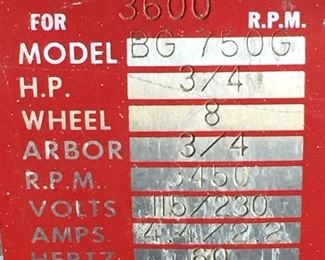 FOR 3600 R.P.M.
MODEL BG 750G
H.P. 3/4
WHEEL 8
ARBOR 3/4
R.P.M. 3450
VOLTS 115/230
AMPS. 4.4/2.2
HERTZ 60